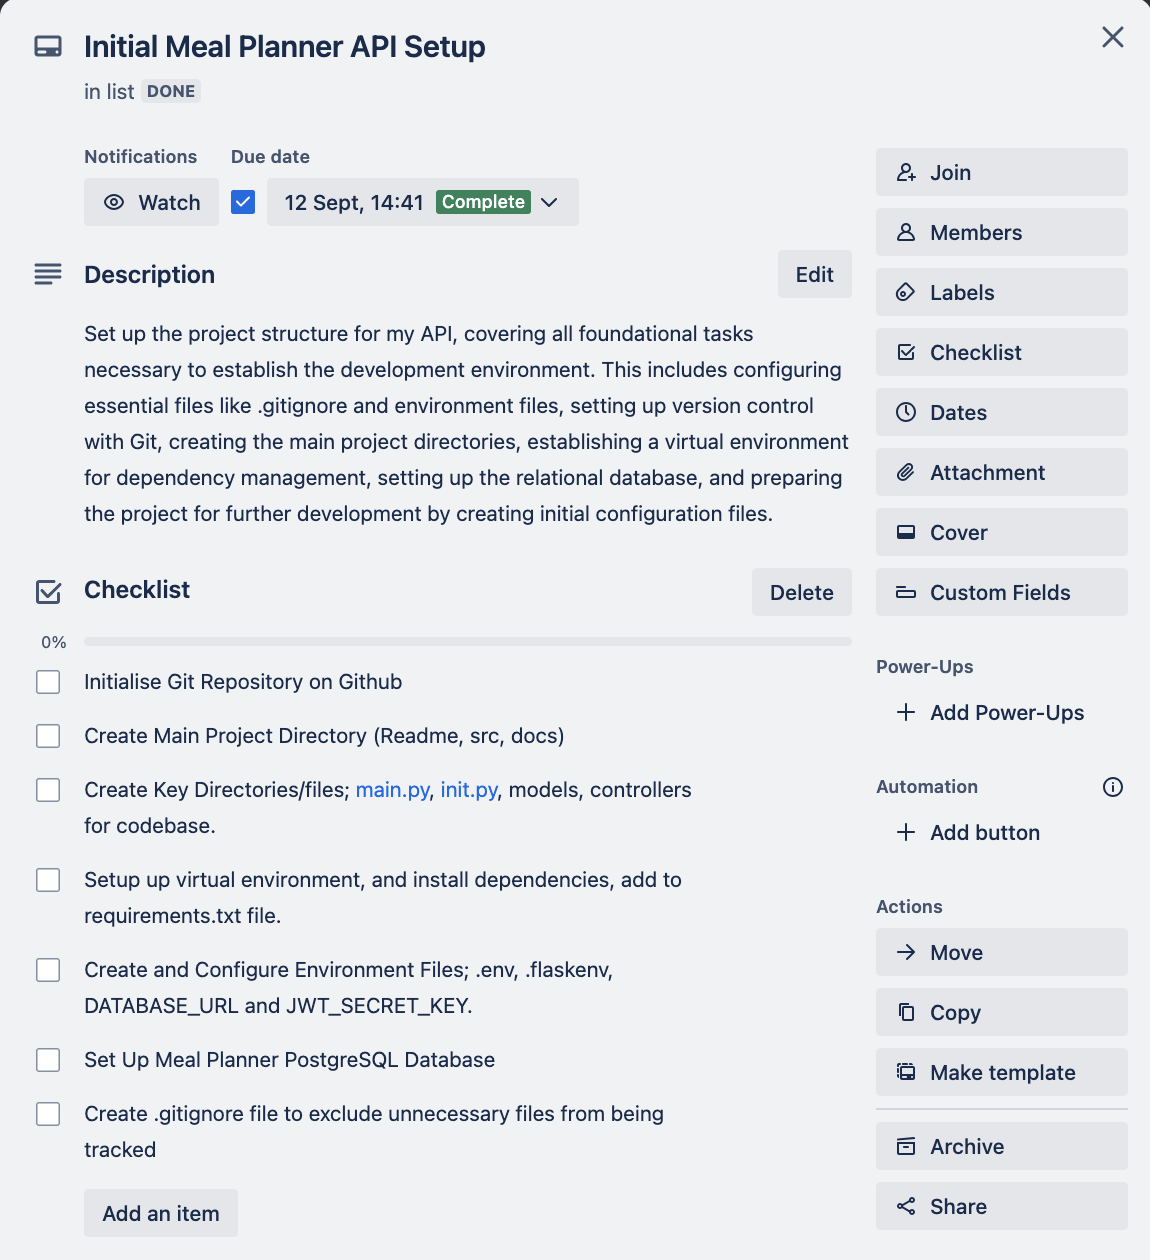 Initial Meal Planner API Setup
in list DONE
Notifications
Due date
Watch
12 Sept, 14:41 Complete
Description
Edit
Set up the project structure for my API, covering all foundational tasks
necessary to establish the development environment. This includes configuring
essential files like .gitignore and environment files, setting up version control
with Git, creating the main project directories, establishing a virtual environment
for dependency management, setting up the relational database, and preparing
the project for further development by creating initial configuration files.
Checklist
Delete
0%
Initialise Git Repository on Github
Create Main Project Directory (Readme, src, docs)
Create Key Directories/files; main.py, init.py, models, controllers
for codebase.
Setup up virtual environment, and install dependencies, add to
requirements.txt file.
Create and Configure Environment Files; .env, .flaskenv,
DATABASE_URL and JWT_SECRET_KEY.
Set Up Meal Planner PostgreSQL Database
Create .gitignore file to exclude unnecessary files from being
tracked
Add an item
Join
Members
Labels
Checklist
Dates
Attachment
Cover
Custom Fields
Power-Ups
Add Power-Ups
Automation
Add button
Actions
Move
Copy
Make template
Archive
Share